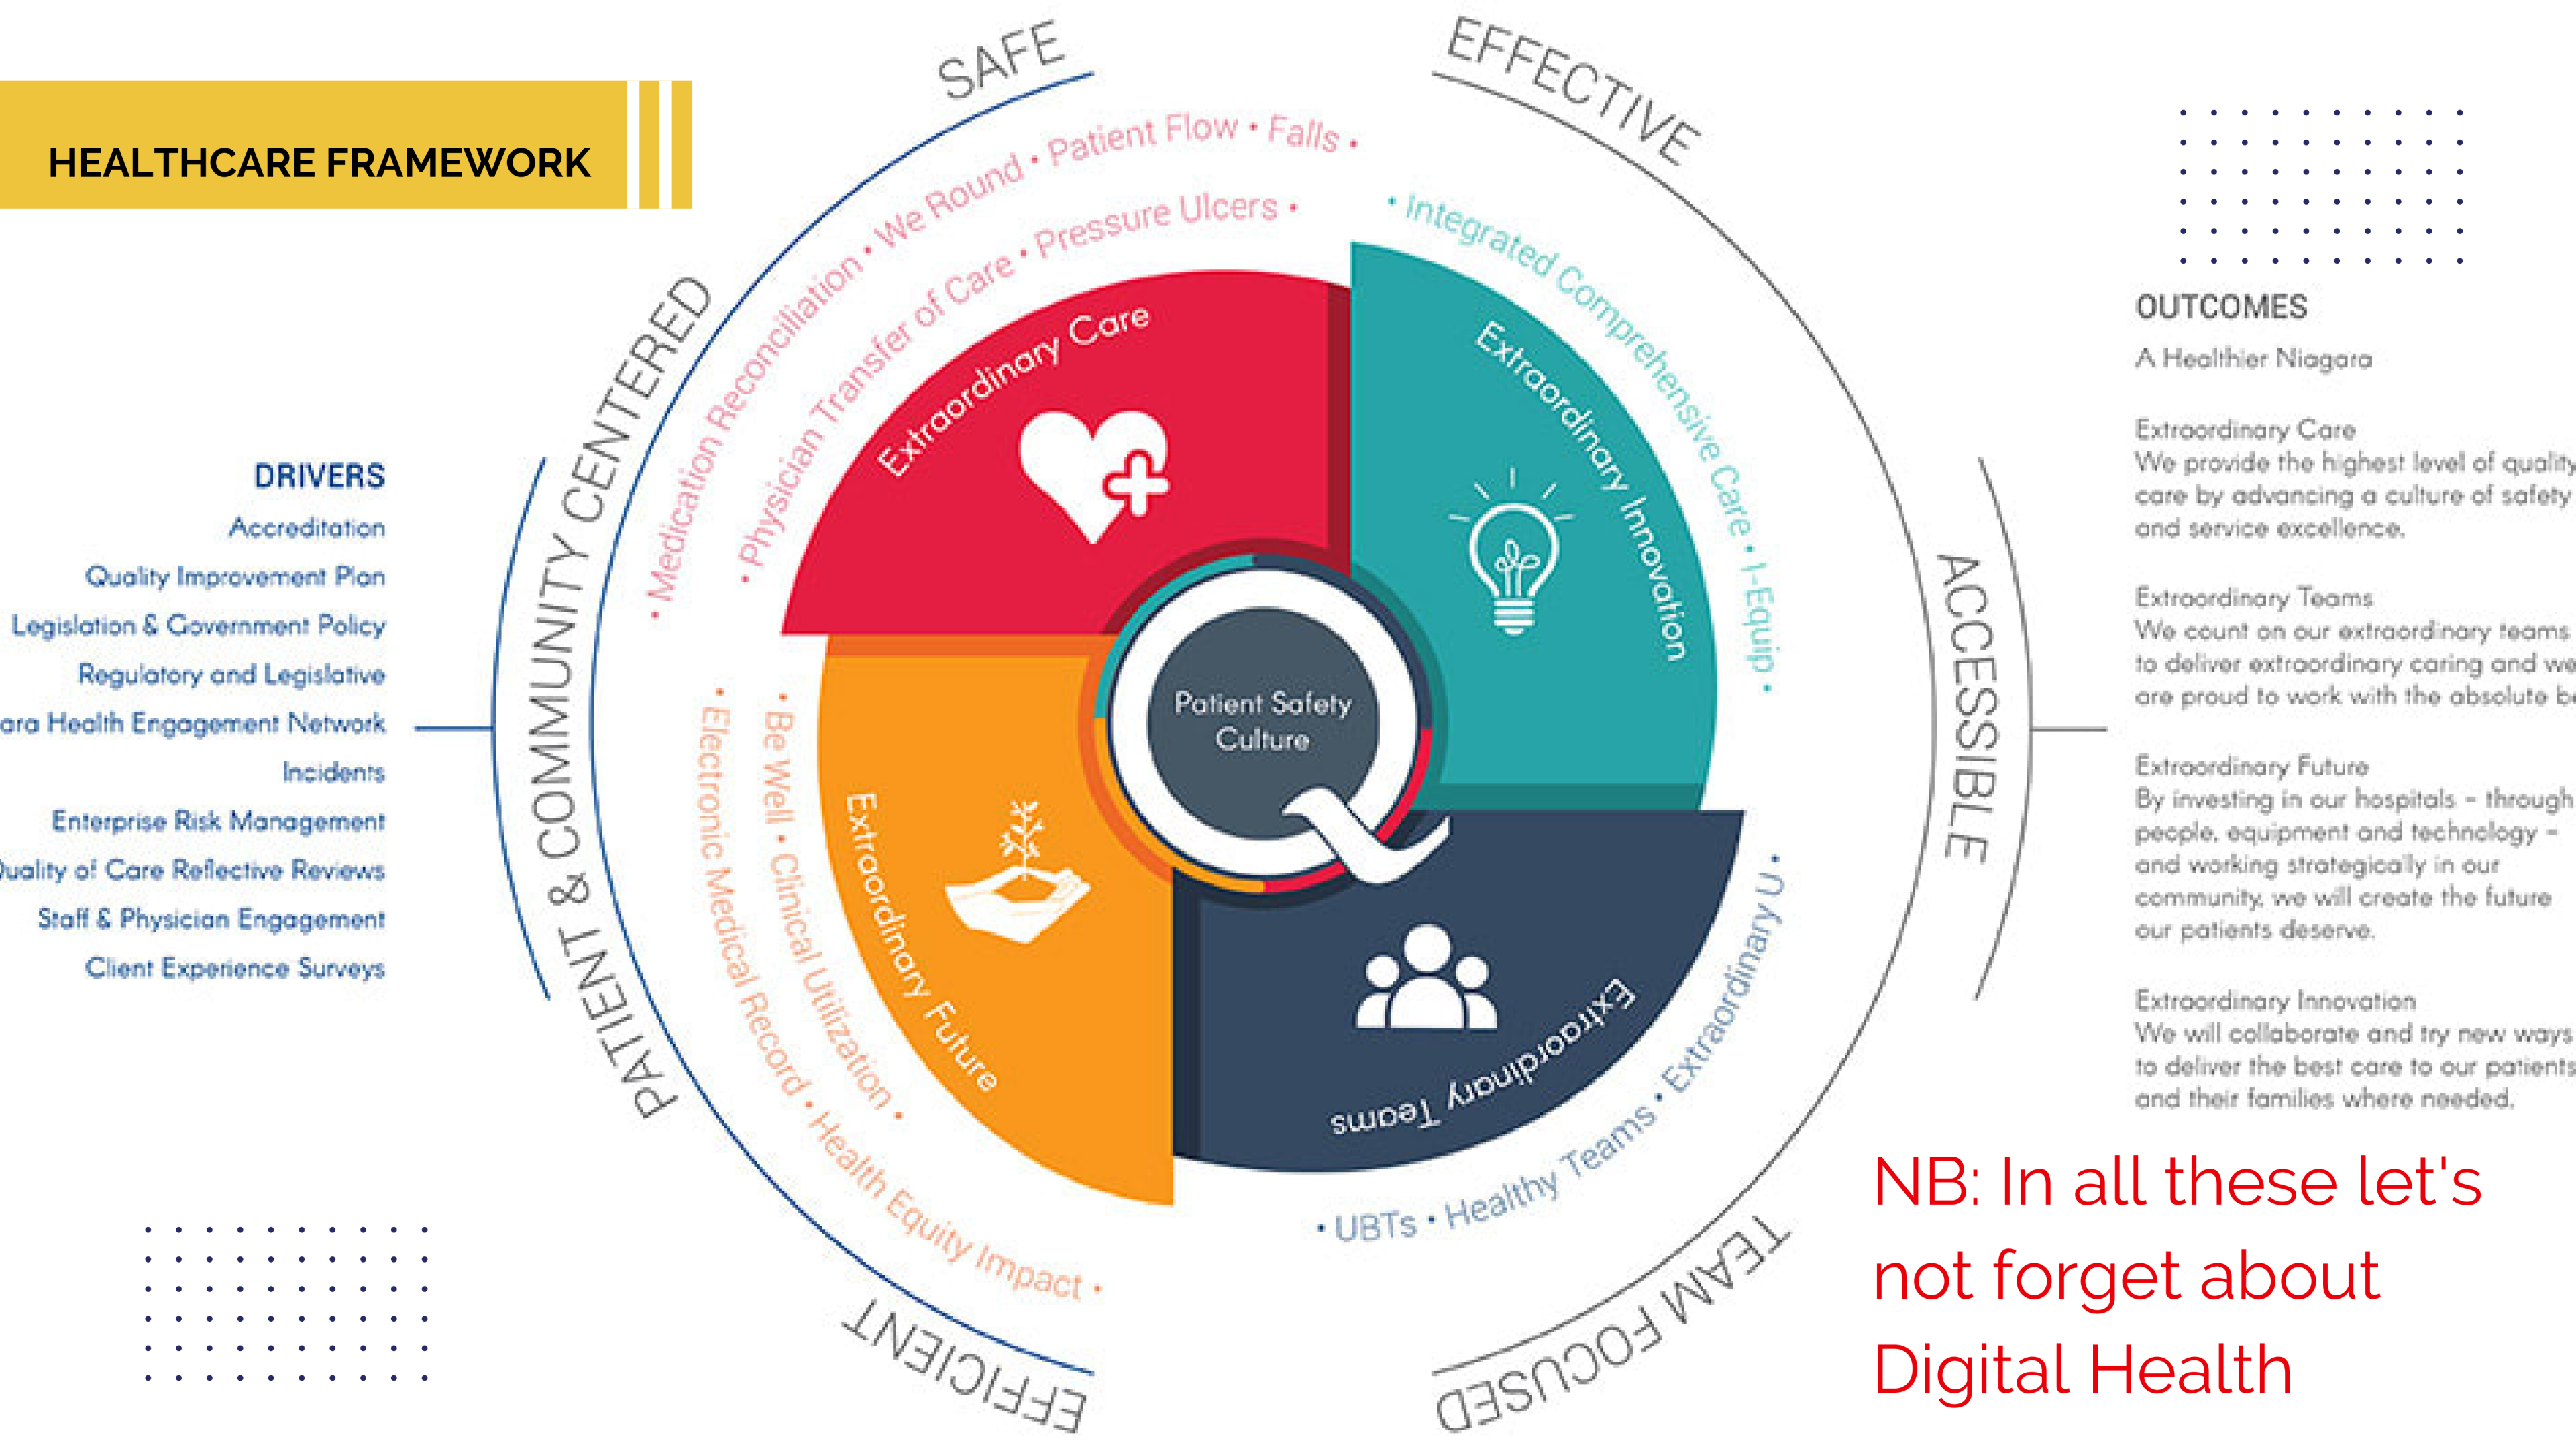 HEALTHCARE FRAMEWORK
SAFE
EFFECTIVE
PATIENT & COMMUNITY CENTERED
ACCESSIBLE
EFFICIENT
TEAM FOCUSED
DRIVERS
Accreditation
Quality Improvement Plan
Legislation & Government Policy
Regulatory and Legislative
ara Health Engagement Network
Incidents
Enterprise Risk Management
Quality of Care Reflective Reviews
Staff & Physician Engagement
Client Experience Surveys
• Medication Reconciliation • We Round • Patient Flow • Falls •
• Physician Transfer of Care • Pressure Ulcers •
Extraordinary Care
• Integrated Comprehensive Care • I-Equip •
Extraordinary Innovation
Patient Safety
Culture
Extraordinary Future
• Be Well • Clinical Utilization •
• Electronic Medical Record • Health Equity Impact •
Extraordinary Teams
• UBTs • Healthy Teams • Extraordinary U •
OUTCOMES
A Healthier Niagara
Extraordinary Care
We provide the highest level of quality
care by advancing a culture of safety
and service excellence.
Extraordinary Teams
We count on our extraordinary teams
to deliver extraordinary caring and we
are proud to work with the absolute be
Extraordinary Future
By investing in our hospitals – through
people, equipment and technology –
and working strategically in our
community, we will create the future
our patients deserve.
Extraordinary Innovation
We will collaborate and try new ways
to deliver the best care to our patients
and their families where needed.
NB: In all these let's
not forget about
Digital Health